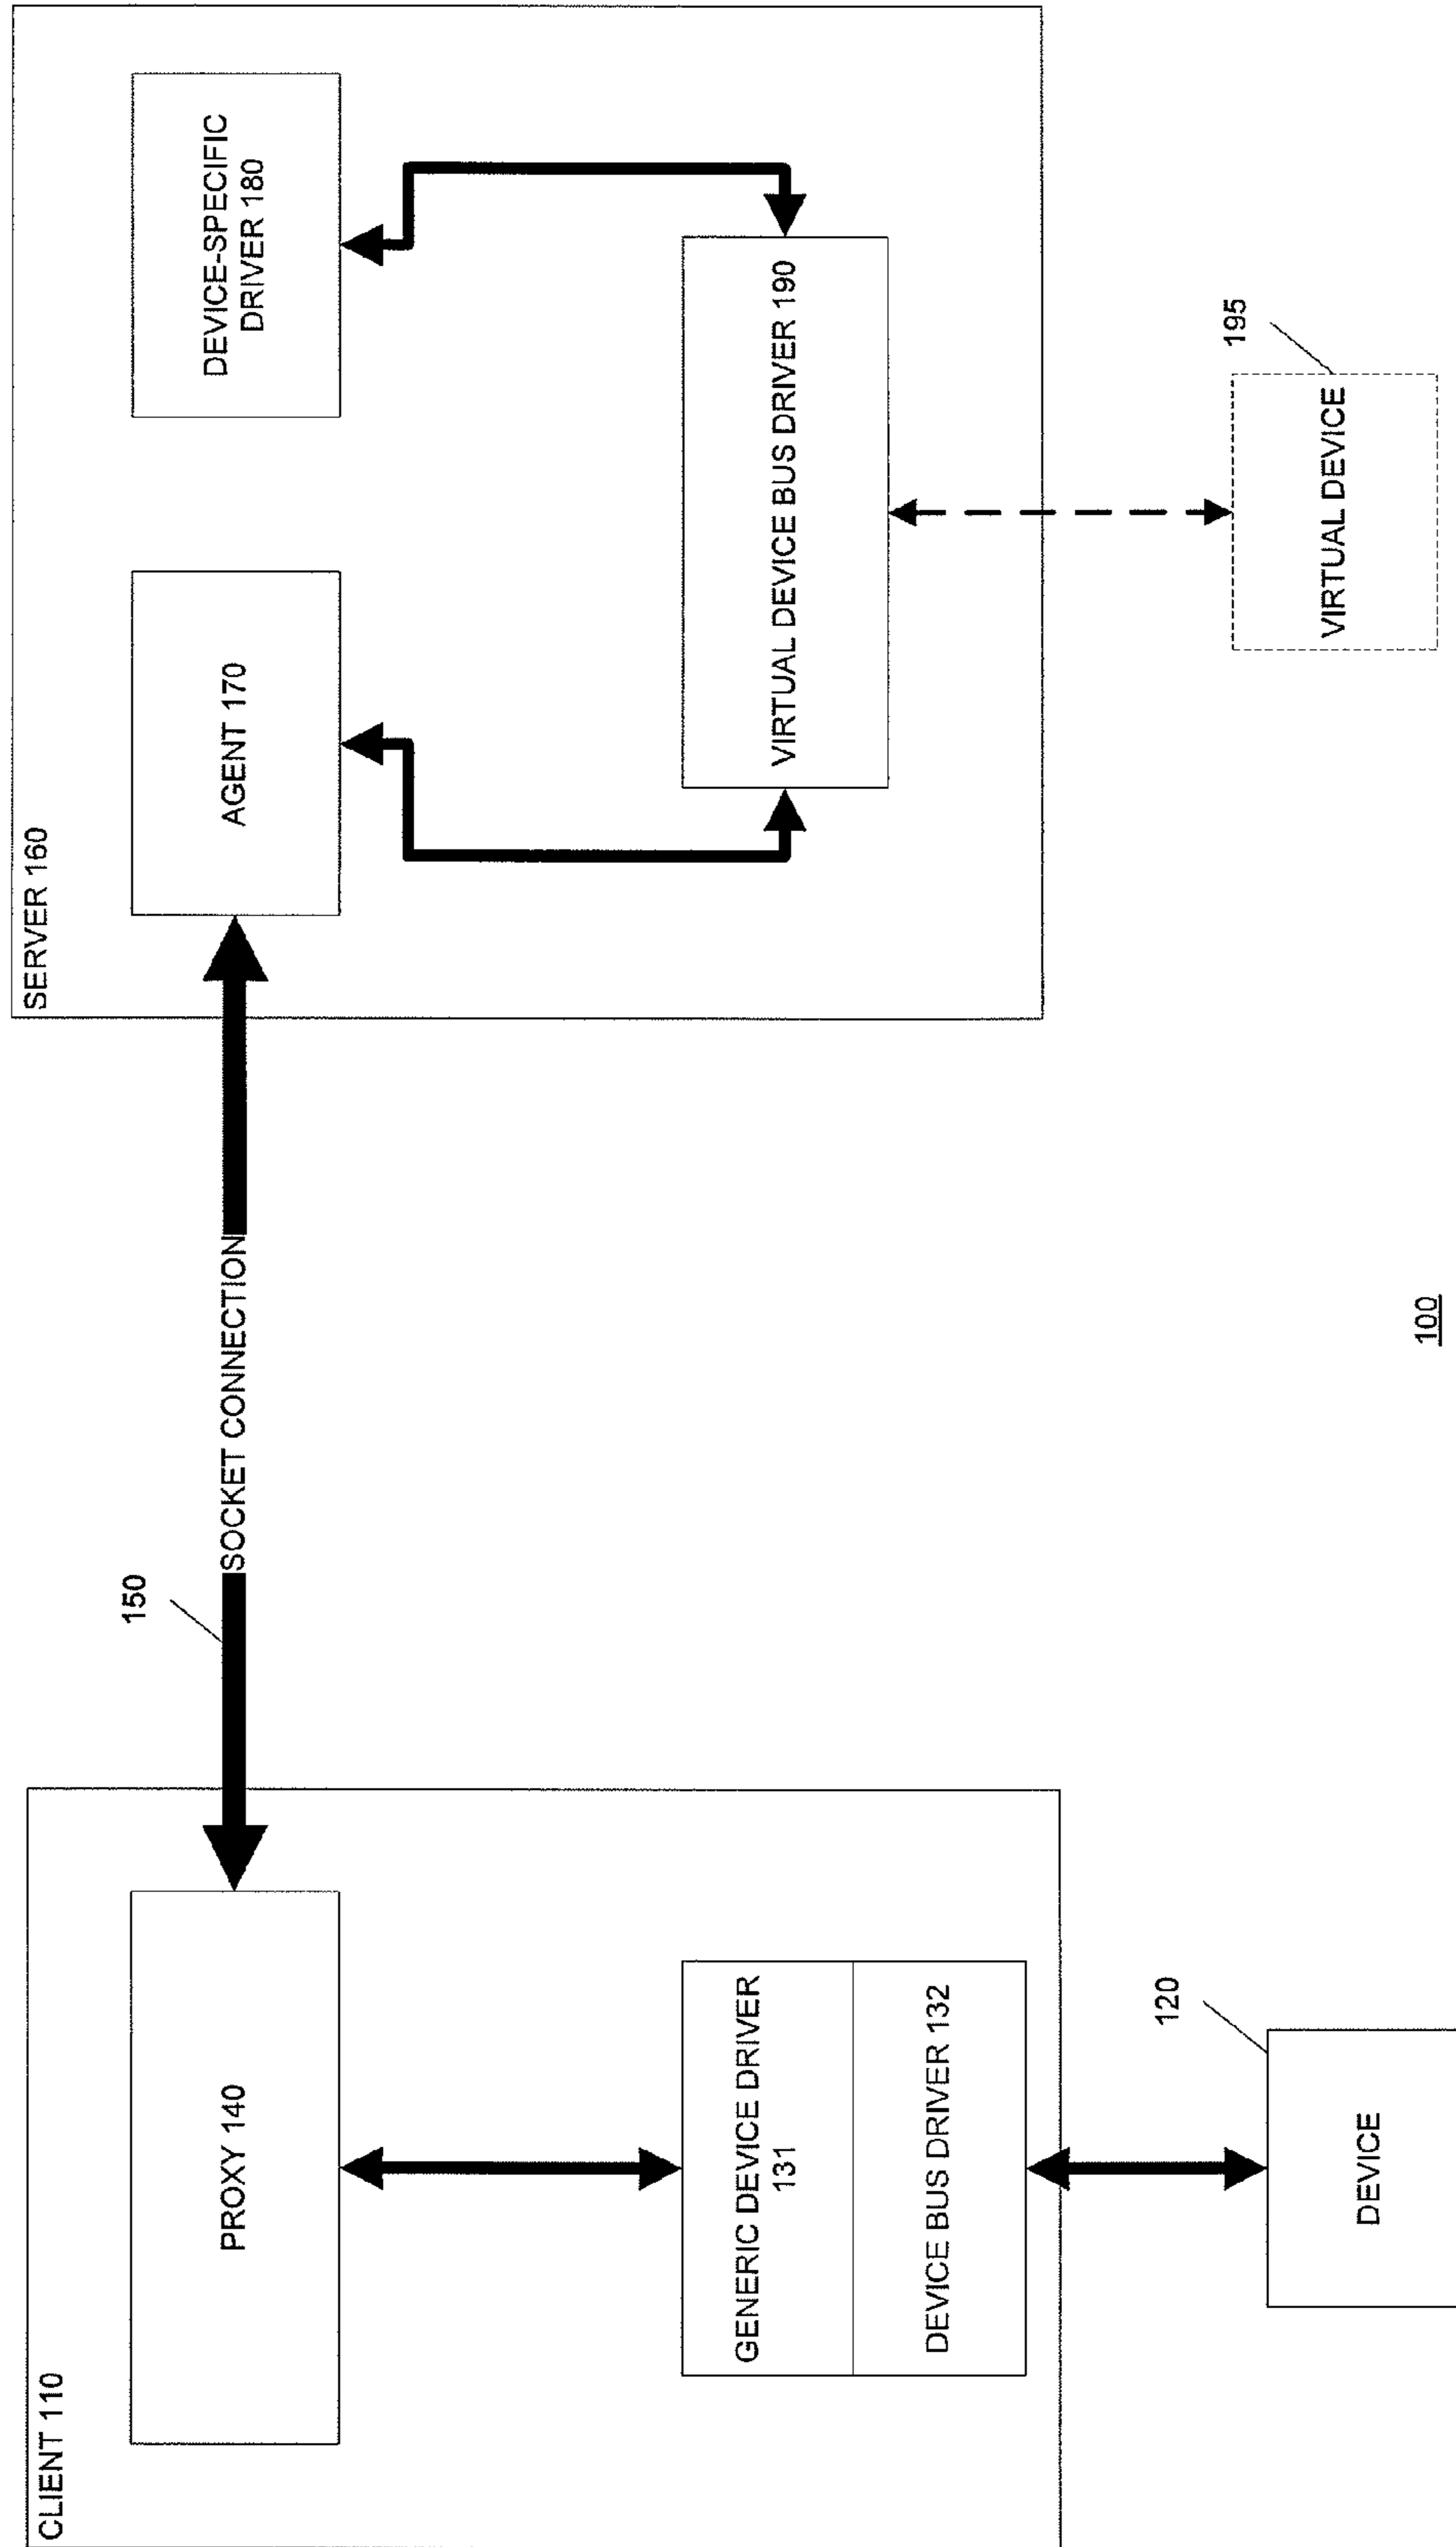 CLIENT 110
PROXY 140
GENERIC DEVICE DRIVER
131
DEVICE BUS DRIVER 132
120
DEVICE
150
SOCKET CONNECTION
SERVER 160
AGENT 170
DEVICE-SPECIFIC
DRIVER 180
VIRTUAL DEVICE BUS DRIVER 190
195
VIRTUAL DEVICE
100